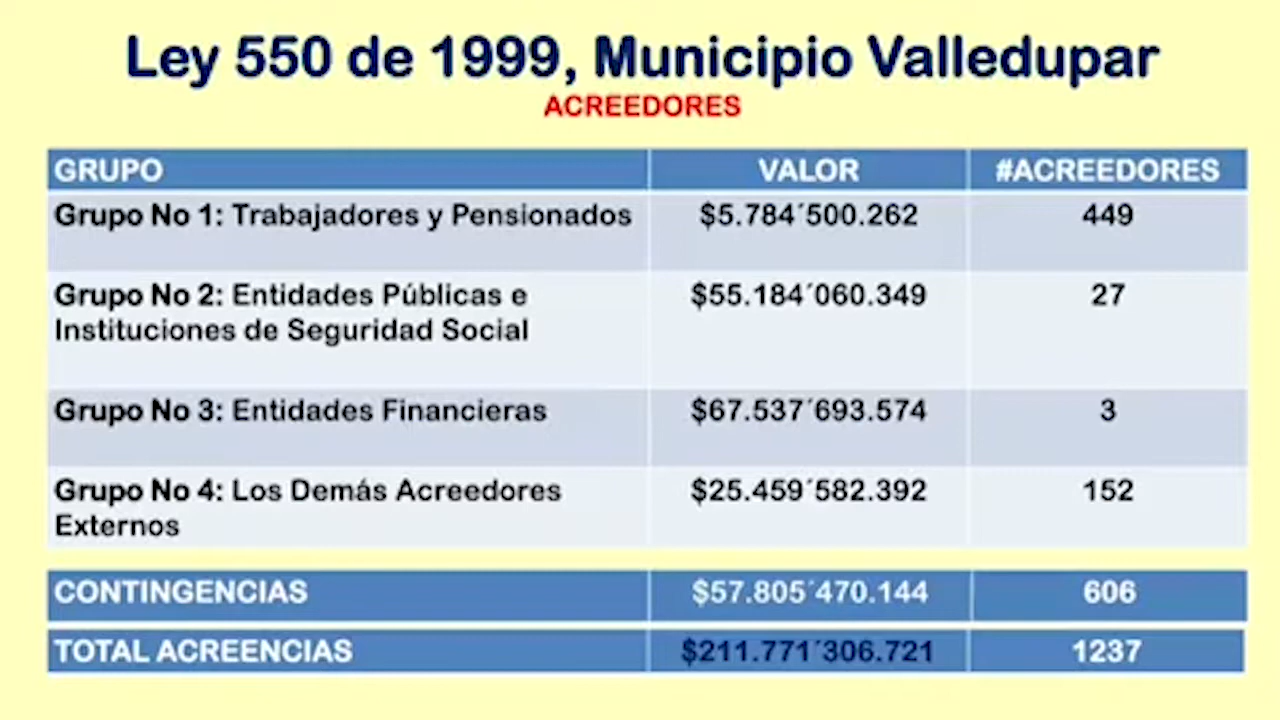 Ley 550 de 1999, Municipio Valledupar
ACREEDORES
GRUPO VALOR #ACREEDORES
Grupo No 1: Trabajadores y Pensionados $5.784´500.262 449
Grupo No 2: Entidades Públicas e $55.184´060.349 27
Instituciones de Seguridad Social
Grupo No 3: Entidades Financieras $67.537´693.574 3
Grupo No 4: Los Demás Acreedores $25.459´582.392 152
Externos
CONTINGENCIAS $57.805´470.144 606
TOTAL ACREENCIAS $211.771´306.721 1237